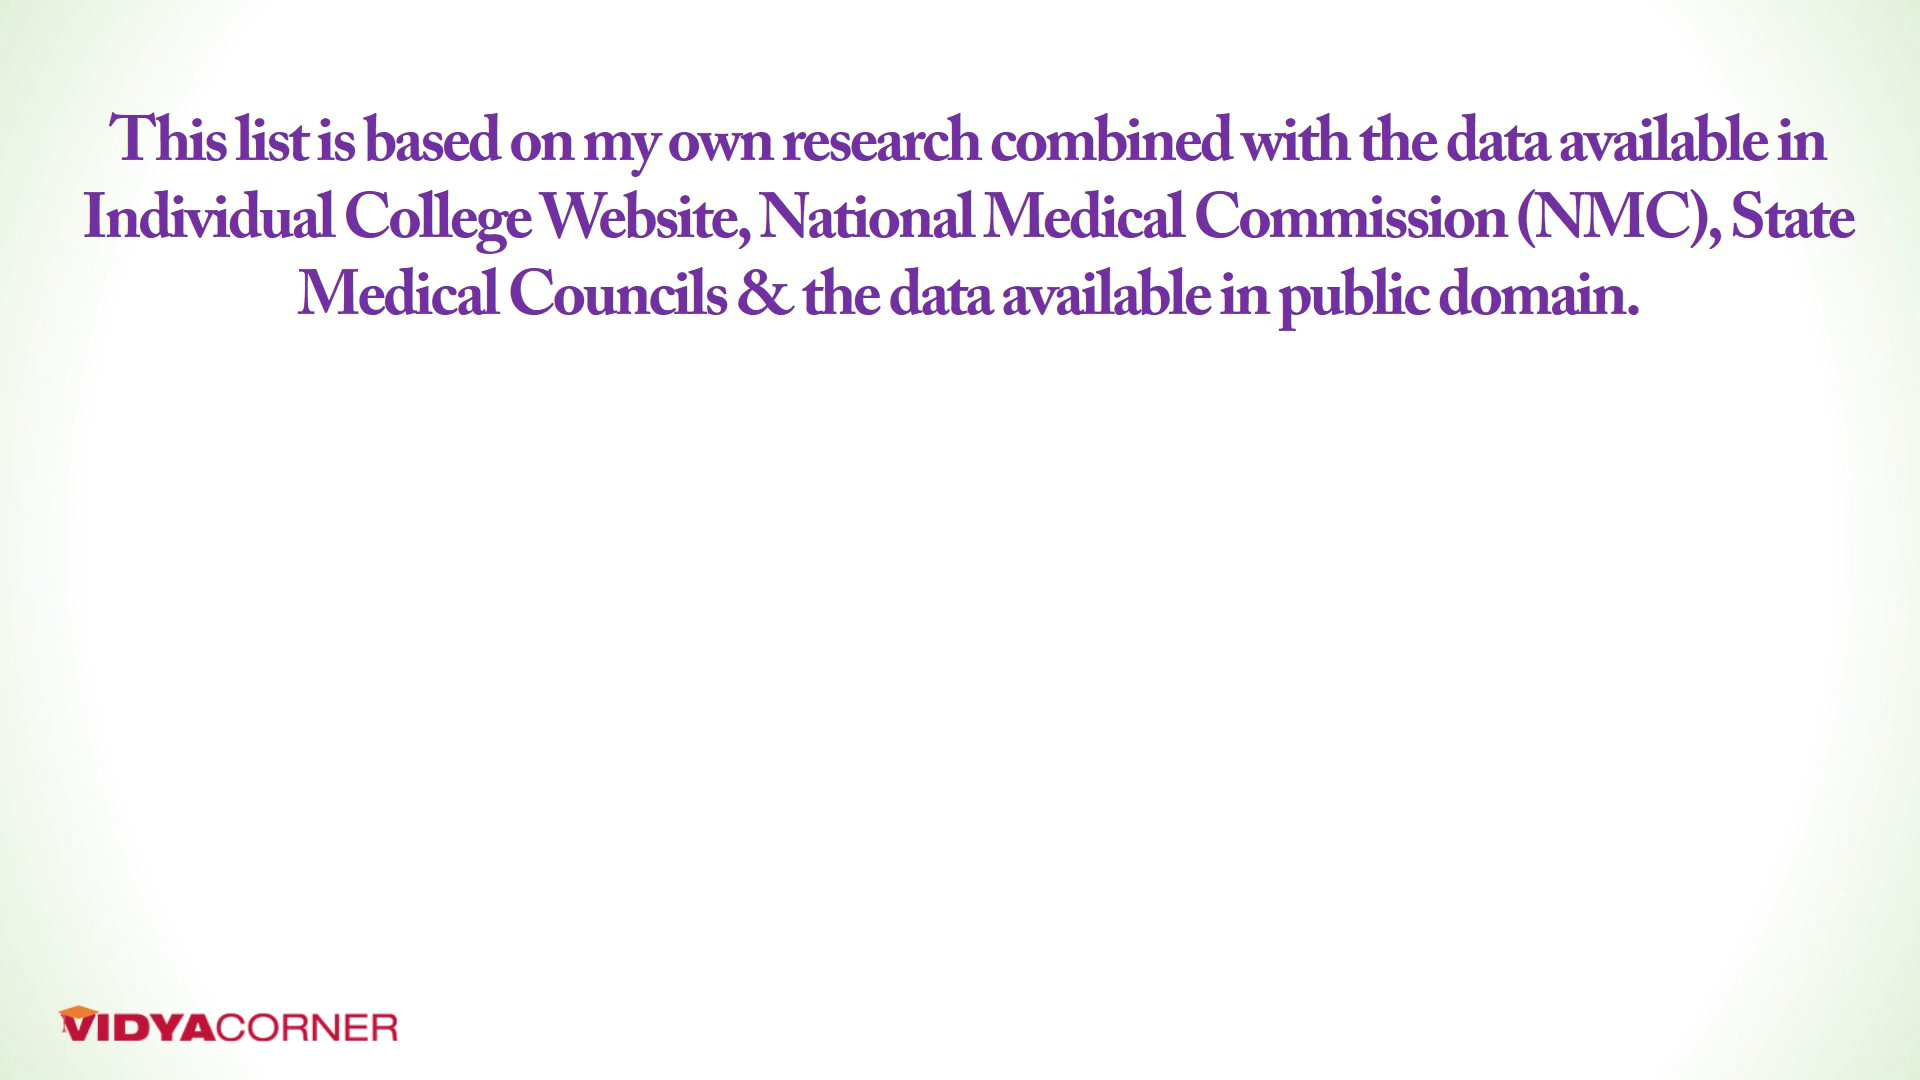 This list is based on my own research combined with the data available in
Individual College Website, National Medical Commission (NMC), State
Medical Councils & the data available in public domain.
VIDYACORNER